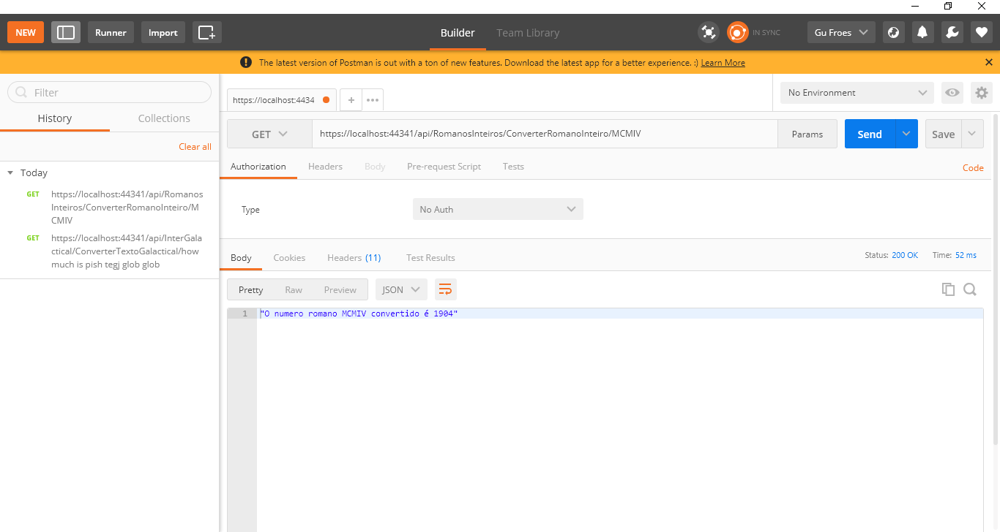 NEW Runner Import Builder Team Library IN SYNC Gu Froes
! The latest version of Postman is out with a ton of new features. Download the latest app for a better experience. :) Learn More
Filter
History Collections
Clear all
Today
GET https://localhost:44341/api/Romanos
Inteiros/ConverterRomanoInteiro/M
CMIV
GET https://localhost:44341/api/InterGala
ctical/ConverterTextoGalactical/how
much is pish tegj glob glob
https://localhost:4434
No Environment
GET https://localhost:44341/api/RomanosInteiros/ConverterRomanoInteiro/MCMIV Params Send Save
Authorization Headers Body Pre-request Script Tests Code
Type No Auth
Body Cookies Headers (11) Test Results Status: 200 OK Time: 52 ms
Pretty Raw Preview JSON
1 "O numero romano MCMIV convertido é 1904"